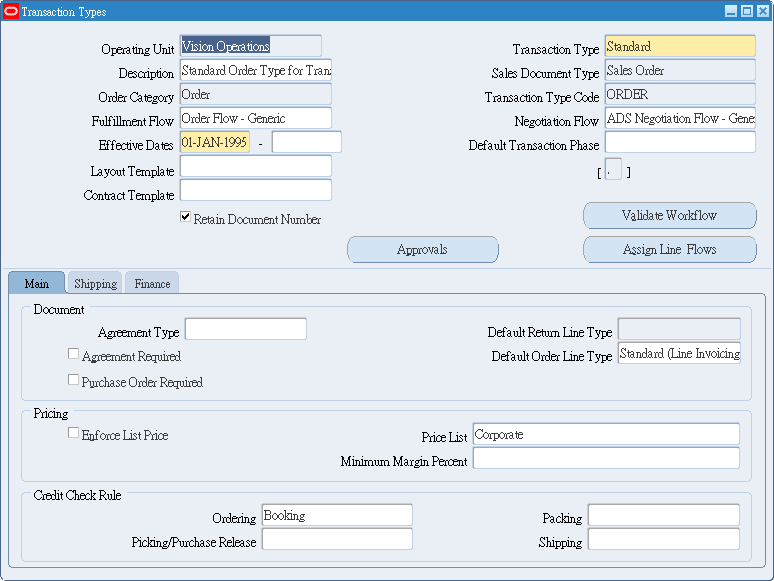 Transaction Types
Operating Unit Vision Operations Transaction Type Standard
Description Standard Order Type for Tran Sales Document Type Sales Order
Order Category Order Transaction Type Code ORDER
Fulfillment Flow Order Flow - Generic Negotiation Flow ADS Negotiation Flow - Gene
Effective Dates 01-JAN-1995 - Default Transaction Phase
Layout Template [ . ]
Contract Template
Retain Document Number Validate Workflow
Approvals Assign Line Flows
Main Shipping Finance
Document
Agreement Type Default Return Line Type
Agreement Required Default Order Line Type Standard (Line Invoicing
Purchase Order Required
Pricing
Enforce List Price Price List Corporate
Minimum Margin Percent
Credit Check Rule
Ordering Booking Packing
Picking/Purchase Release Shipping